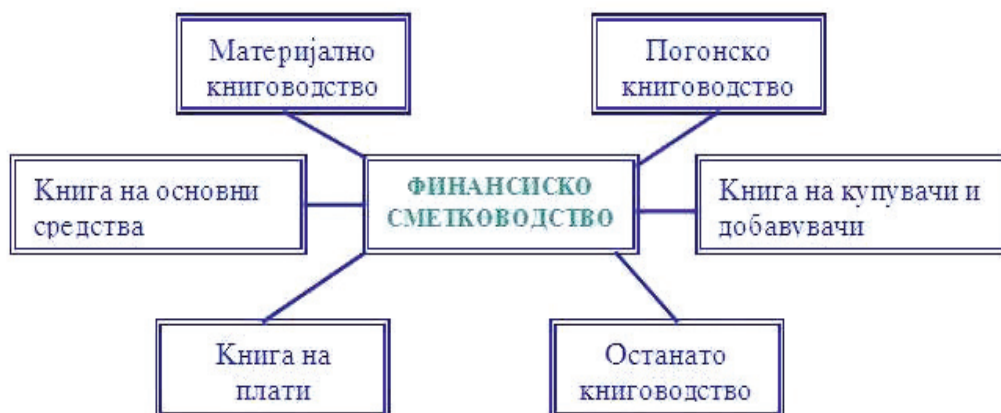 Материјално
книговодство
Погонско
книговодство
Книга на основни
средства
ФИНАНСИСКО
СМЕТКОВОДСТВО
Книга на купувачи и
добавувачи
Книга на
плати
Останато
книговодство